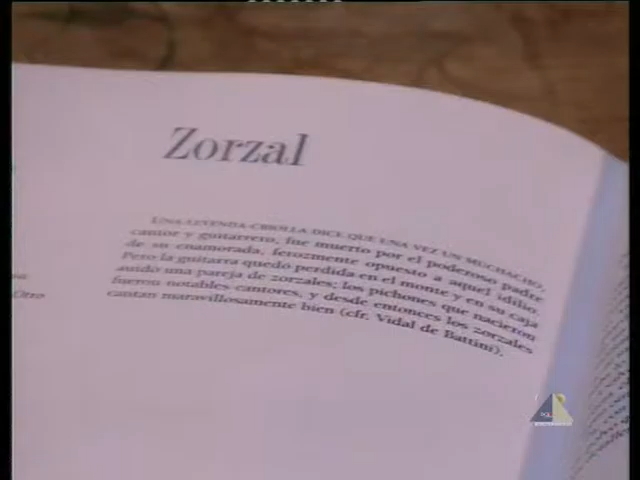 Zorzal
UNA LEYENDA CRIOLLA DICE QUE UNA VEZ UN MUCHACHO,
cantor y guitarrero, fue muerto por el poderoso padre
de su enamorada, ferozmente opuesto a aquel idilio.
Pero la guitarra quedó perdida en el monte y en su caja
anidó una pareja de zorzales; los pichones que nacieron
fueron notables cantores, y desde entonces los zorzales
cantan maravillosamente bien (cfr. Vidal de Battini).
Otro